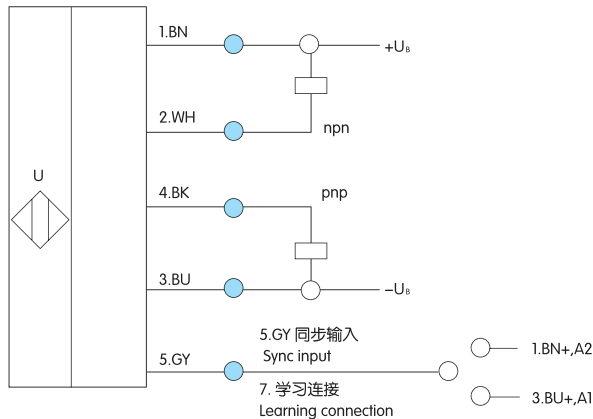 1.BN
+UB
2.WH
npn
U
4.BK
pnp
3.BU
–UB
5.GY 同步输入
Sync input
1.BN+,A2
5.GY
7. 学习连接
3.BU+,A1
Learning connection